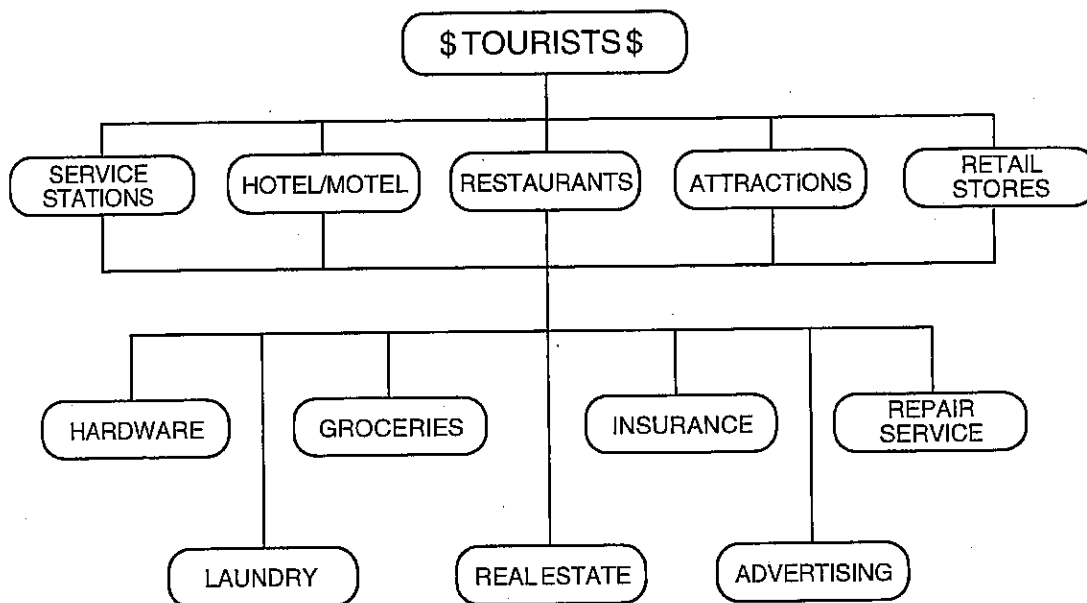 $TOURISTS$
SERVICE
STATIONS
HOTEL/MOTEL
RESTAURANTS
ATTRACTIONS
RETAIL
STORES
HARDWARE
GROCERIES
INSURANCE
REPAIR
SERVICE
LAUNDRY
REAL ESTATE
ADVERTISING